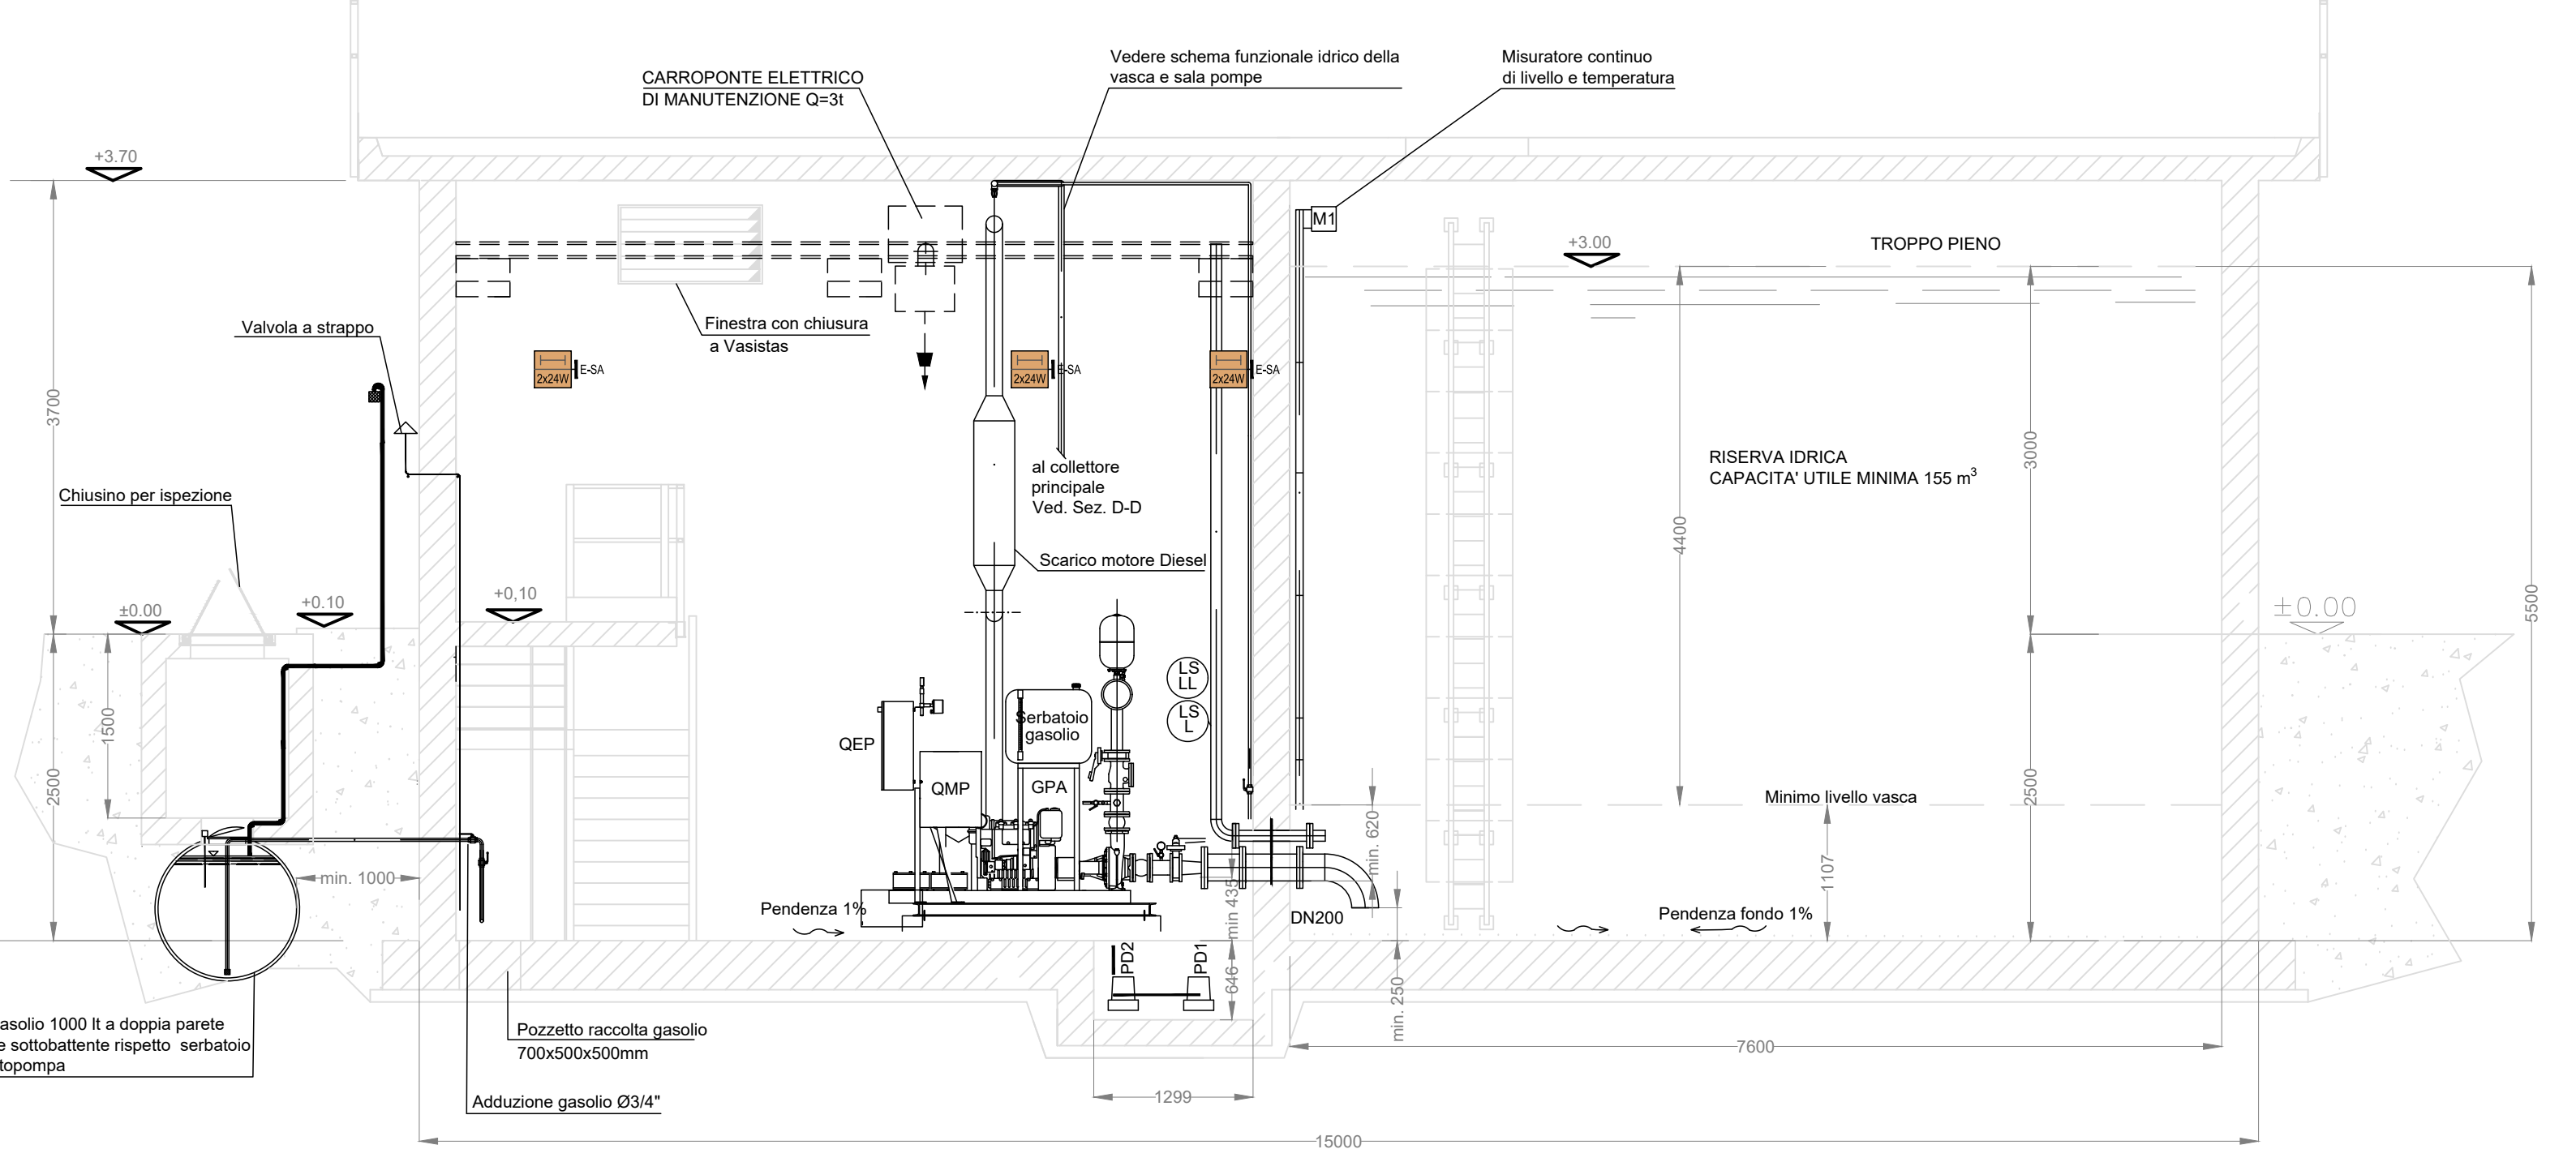 Vedere schema funzionale idrico della
vasca e sala pompe
Misuratore continuo
di livello e temperatura
CARROPONTE ELETTRICO
DI MANUTENZIONE Q=3t
+3.70
M1
+3.00
TROPPO PIENO
Valvola a strappo
Finestra con chiusura
a Vasistas
2x24W
E-SA
2x24W
E-SA
2x24W
E-SA
3700
3000
RISERVA IDRICA
CAPACITA' UTILE MINIMA 155 m³
al collettore
principale
Ved. Sez. D-D
Chiusino per ispezione
4400
Scarico motore Diesel
5500
±0.00
+0.10
+0,10
±0.00
LS
LL
LS
L
Serbatoio
gasolio
QEP
1500
2500
QMP
GPA
2500
Minimo livello vasca
min. 620
1107
min. 1000
min 435
Pendenza 1%
DN200
Pendenza fondo 1%
PD2
PD1
646
min. 250
asolio 1000 lt a doppia parete
e sottobattente rispetto serbatoio
topompa
Pozzetto raccolta gasolio
700x500x500mm
7600
Adduzione gasolio Ø3/4"
1299
15000